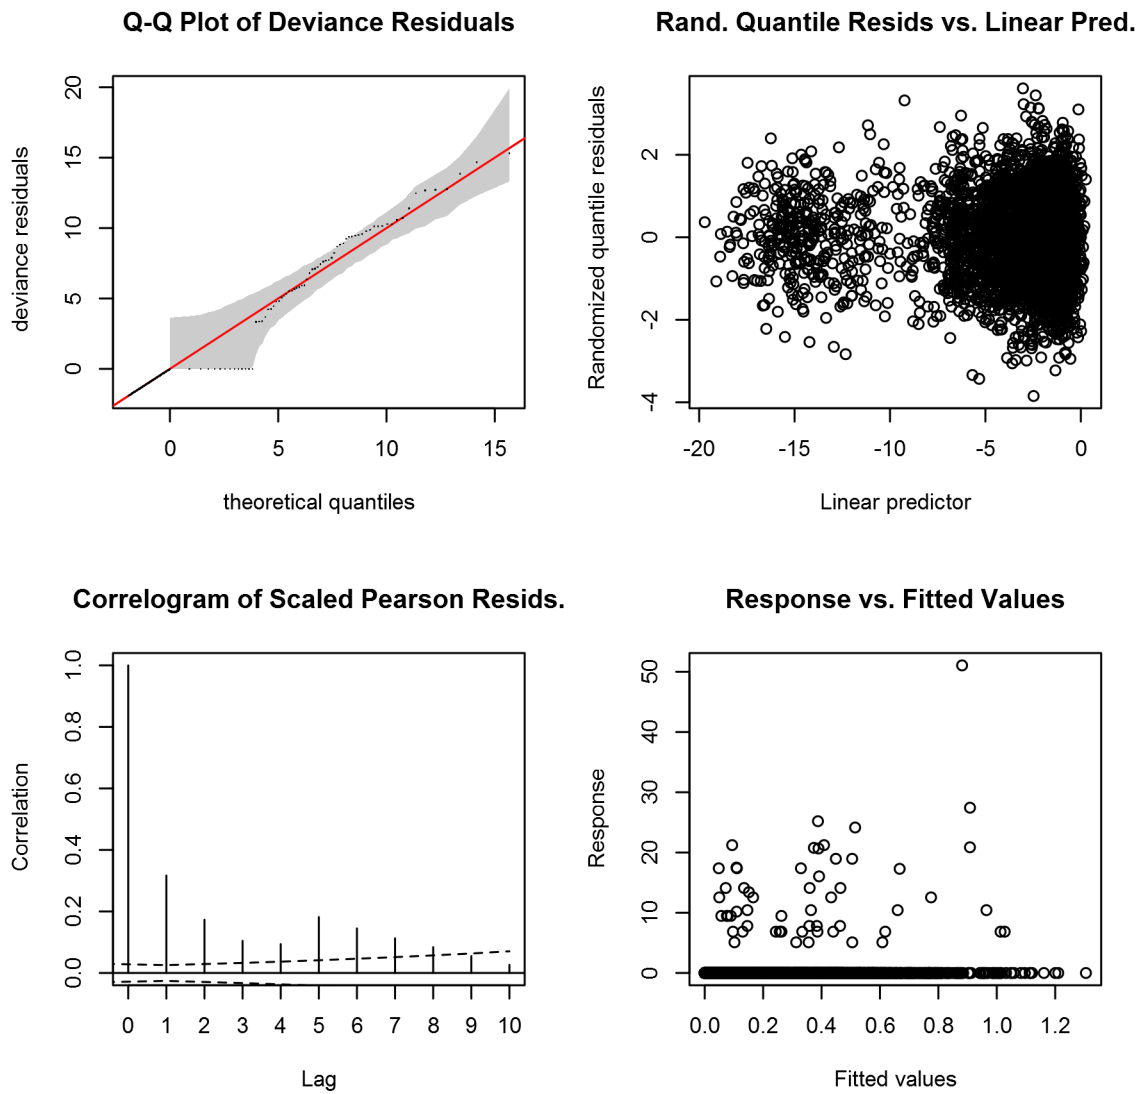 Q-Q Plot of Deviance Residuals
20
15
10
5
0
deviance residuals
0 5 10 15
theoretical quantiles
Rand. Quantile Resids vs. Linear Pred.
2
0
-2
-4
Randomized quantile residuals
-20 -15 -10 -5 0
Linear predictor
Correlogram of Scaled Pearson Resids.
1.0
0.8
0.6
0.4
0.2
0.0
Correlation
0 1 2 3 4 5 6 7 8 9 10
Lag
Response vs. Fitted Values
50
40
30
20
10
0
Response
0.0 0.2 0.4 0.6 0.8 1.0 1.2
Fitted values